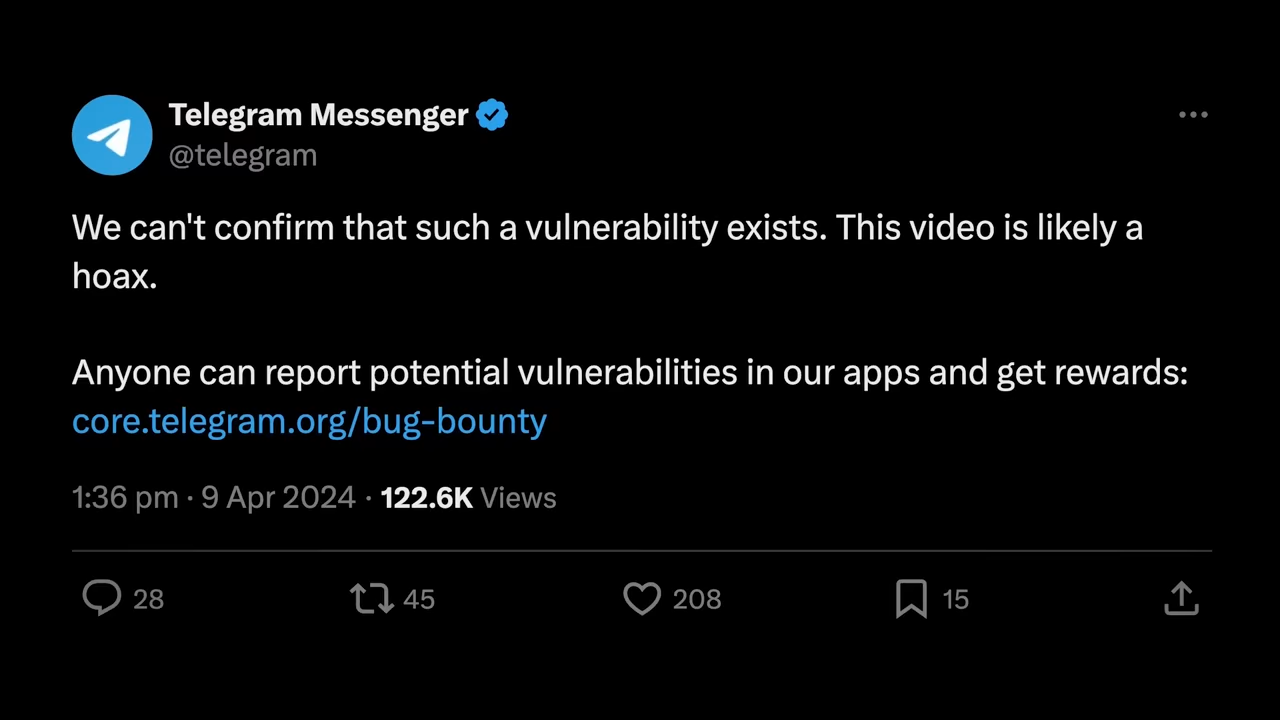 Telegram Messenger
@telegram
We can't confirm that such a vulnerability exists. This video is likely a
hoax.
Anyone can report potential vulnerabilities in our apps and get rewards:
core.telegram.org/bug-bounty
1:36 pm · 9 Apr 2024 · 122.6K Views
28 45 208 15